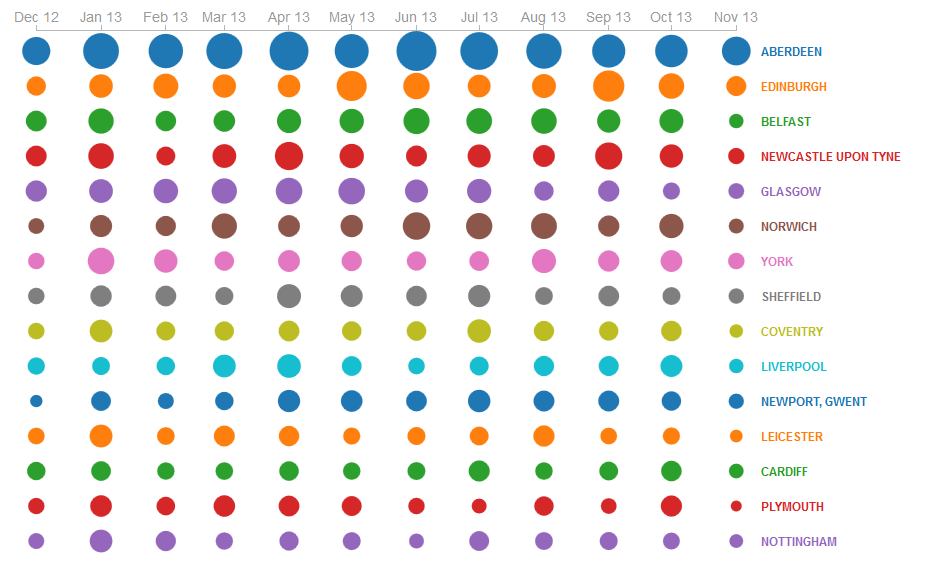 Dec 12 Jan 13 Feb 13 Mar 13 Apr 13 May 13 Jun 13 Jul 13 Aug 13 Sep 13 Oct 13 Nov 13
ABERDEEN
EDINBURGH
BELFAST
NEWCASTLE UPON TYNE
GLASGOW
NORWICH
YORK
SHEFFIELD
COVENTRY
LIVERPOOL
NEWPORT, GWENT
LEICESTER
CARDIFF
PLYMOUTH
NOTTINGHAM